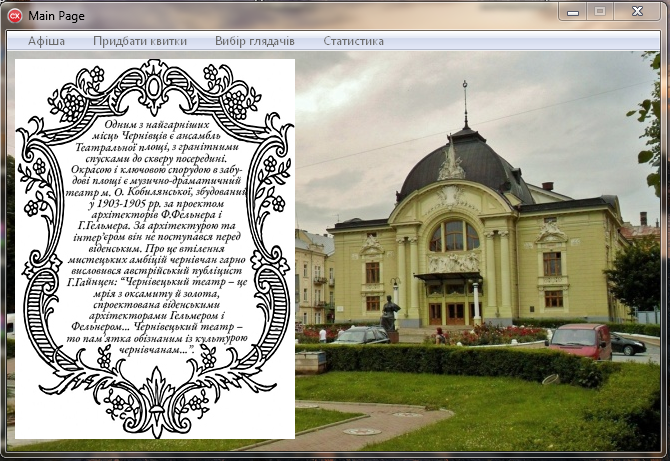 Main Page
Афіша Придбати квитки Вибір глядачів Статистика
Одним з найгарніших
місць Чернівців є ансамбль
Театральної площі, з гранітними
спусками до скверу посередині.
Окрасою і ключовою спорудою в забу-
дові площі є музично-драматичний
театр м. О. Кобилянської, збудований
у 1903-1905 рр. за проектом
архітекторів Ф.Фельнера і
Г.Гельмера. За архітектурою та
інтер’єром він не поступався перед
віденським. Про це втілення
мистецьких амбіцій чернівчан гарно
висловився австрійський публіцист
Г.Гайнцен: “Чернівецький театр – це
мрія з оксамиту й золота,
спроектована віденськими
архітекторами Гельмером і
Фельнером... Чернівецький театр –
то пам ятка обізнаним із культурою
чернівчанам...”.